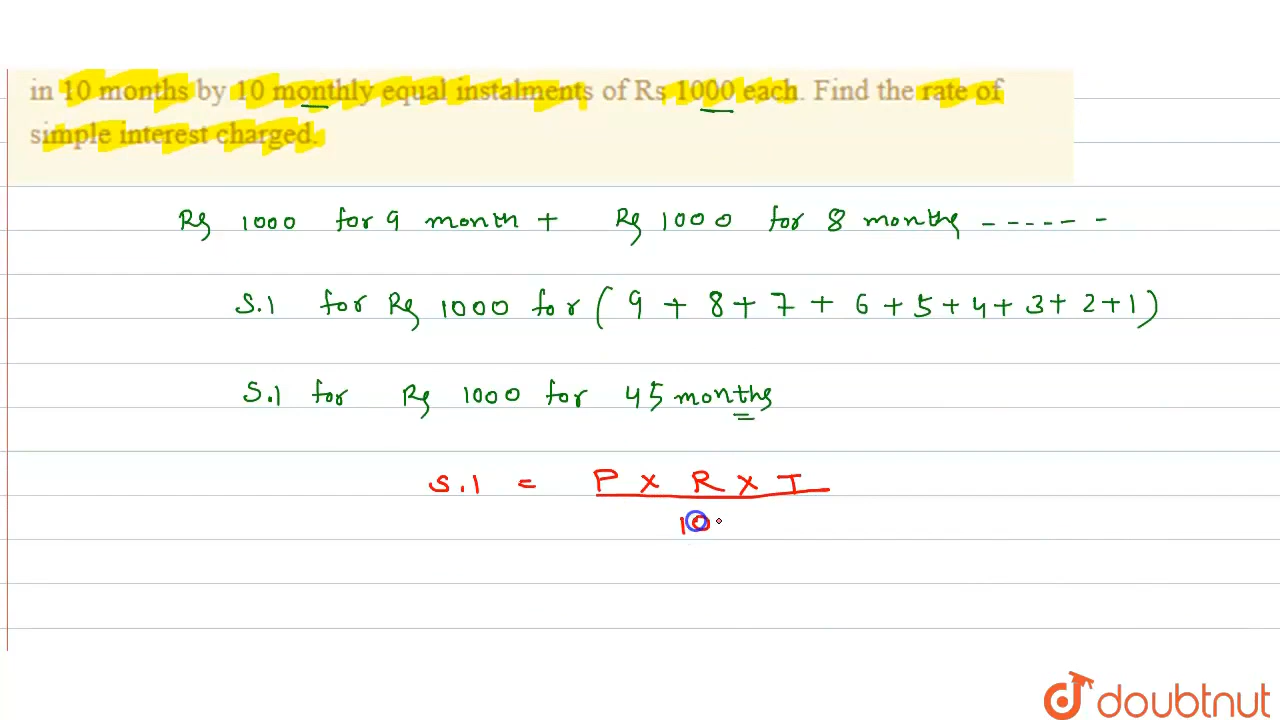 in 10 months by 10 monthly equal instalments of Rs 1000 each. Find the rate of
simple interest charged.
Rs 1000 for 9 month + Rs 1000 for 8 months ------ -
S.I for Rs 1000 for (9 + 8 + 7 + 6 + 5 + 4 + 3 + 2 + 1)
S.I for Rs 1000 for 45 months
S.I = P × R × T
10
doubtnut